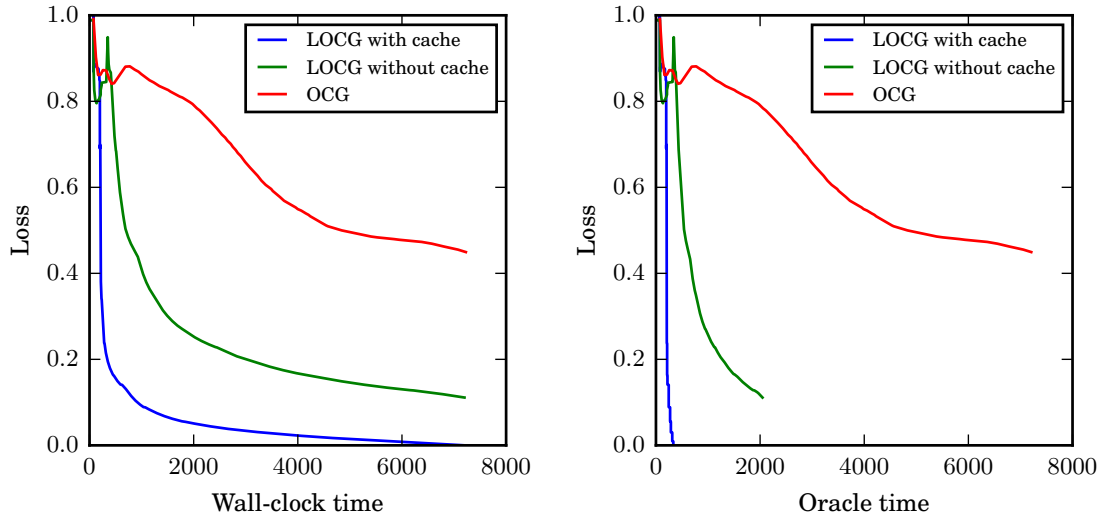 1.0
0.8
0.6
0.4
0.2
0.0
Loss
0
2000
4000
6000
8000
Wall-clock time
LOCG with cache
LOCG without cache
OCG
1.0
0.8
0.6
0.4
0.2
0.0
Loss
0
2000
4000
6000
8000
Oracle time
LOCG with cache
LOCG without cache
OCG